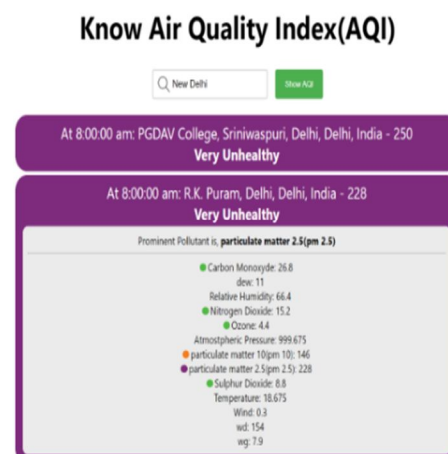 Know Air Quality Index(AQI)
New Delhi
Show AQI
At 8:00:00 am: PGDAV College, Sriniwaspuri, Delhi, Delhi, India - 250
Very Unhealthy
At 8:00:00 am: R.K. Puram, Delhi, Delhi, India - 228
Very Unhealthy
Prominent Pollutant is, particulate matter 2.5(pm 2.5)
Carbon Monoxyde: 26.8
dew: 11
Relative Humidity: 66.4
Nitrogen Dioxide: 15.2
Ozone: 4.4
Atmostpheric Pressure: 999.675
particulate matter 10(pm 10): 146
particulate matter 2.5(pm 2.5): 228
Sulphur Dioxide: 8.8
Temperature: 18.675
Wind: 0.3
wd: 154
wg: 7.9